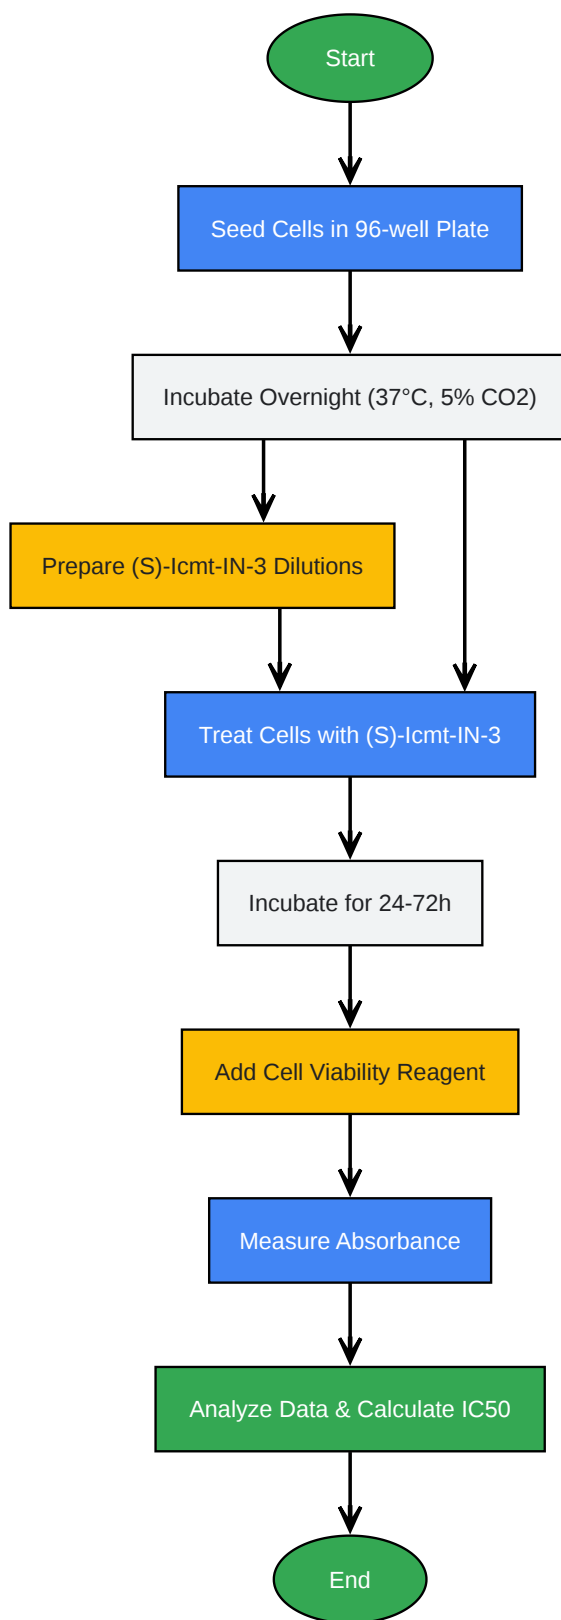 Start
Seed Cells in 96-well Plate
Incubate Overnight (37°C, 5% CO2)
Prepare (S)-Icmt-IN-3 Dilutions
Treat Cells with (S)-Icmt-IN-3
Incubate for 24-72h
Add Cell Viability Reagent
Measure Absorbance
Analyze Data & Calculate IC50
End